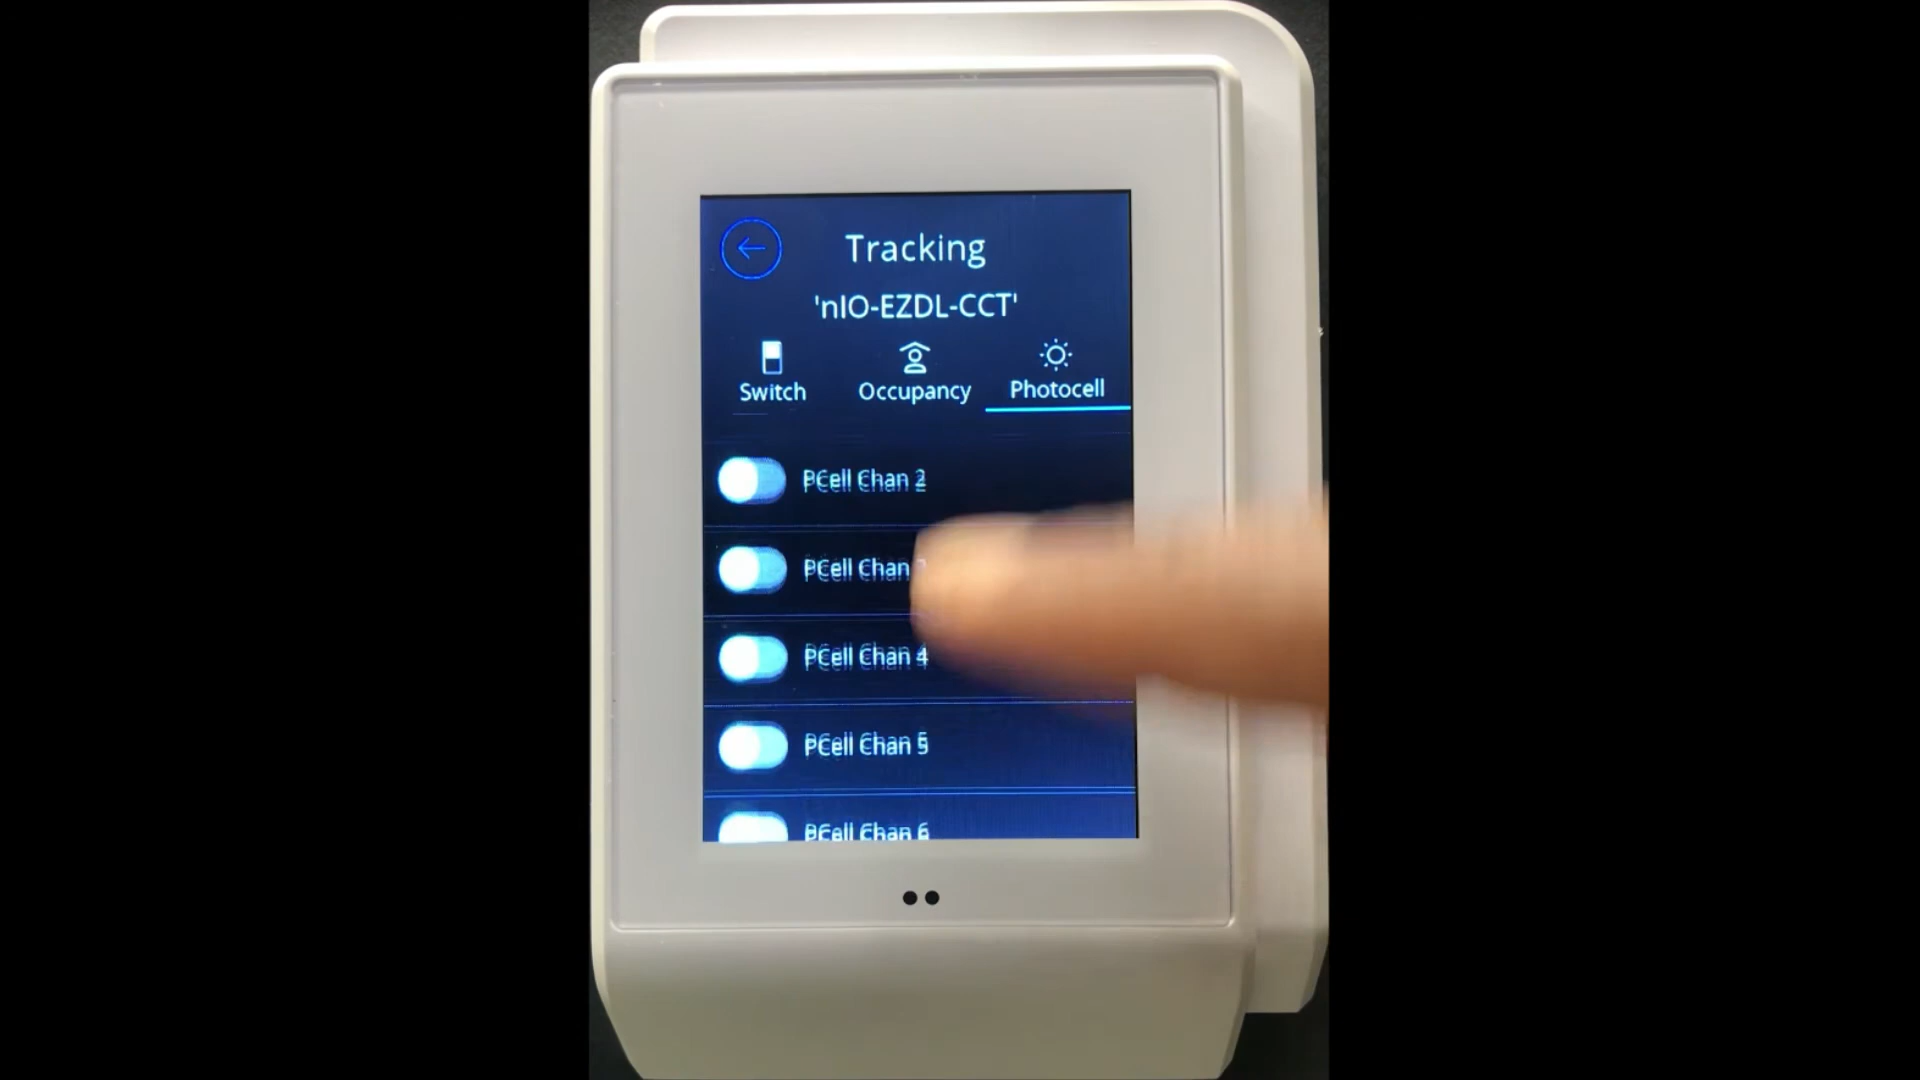 Tracking
'nIO-EZDL-CCT'
Switch
Occupancy
Photocell
PCell Chan 2
PCell Chan
PCell Chan 4
PCell Chan 5
PCell Chan 6